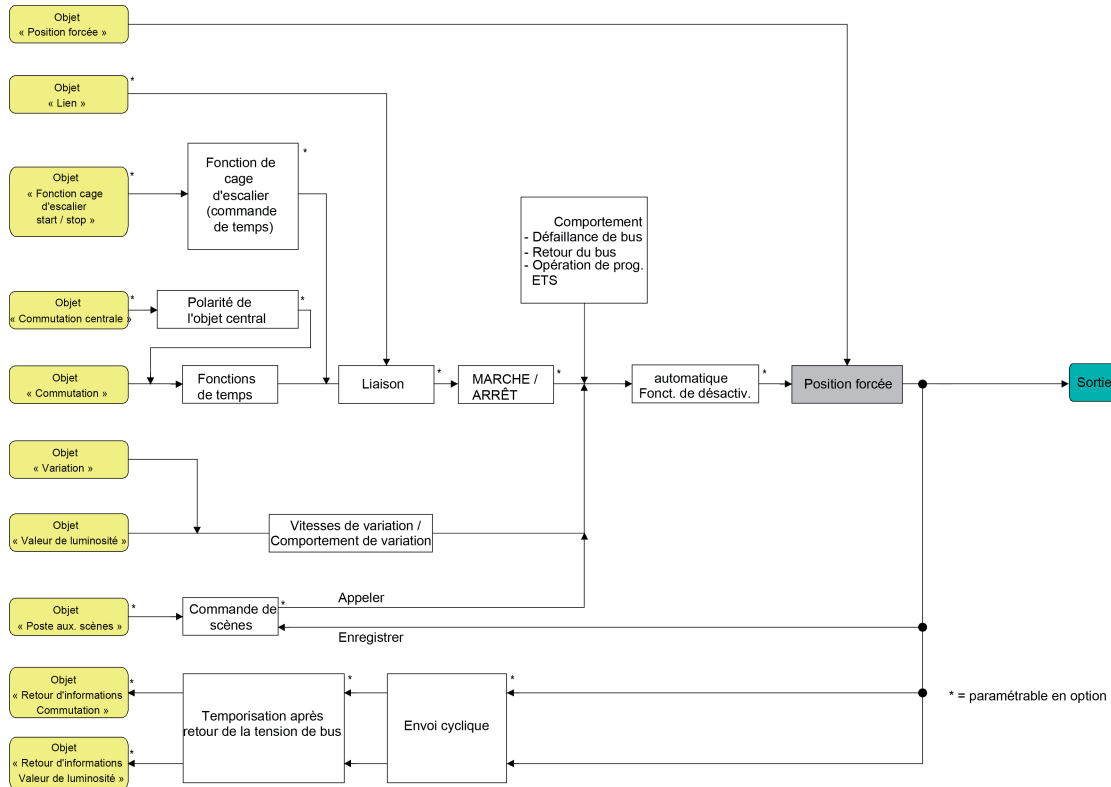 Objet
« Position forcée »
*
Objet
« Lien »
*
Objet
« Fonction cage
d'escalier
start / stop »
*
Fonction de
cage
d'escalier
(commande
de temps)
Comportement
- Défaillance de bus
- Retour du bus
- Opération de prog.
ETS
*
Objet
« Commutation centrale »
*
Polarité de
l'objet central
Objet
« Commutation »
Fonctions
de temps
Liaison
*
MARCHE /
ARRÊT
*
automatique
Fonct. de désactiv.
*
Position forcée
Sortie
Objet
« Variation »
Objet
« Valeur de luminosité »
Vitesses de variation /
Comportement de variation
Objet
« Poste aux. scènes »
*
Commande de
scènes
*
Appeler
Enregistrer
Objet
« Retour d'informations
Commutation »
*
Temporisation après
retour de la tension de bus
*
Envoi cyclique
*
* = paramétrable en option
Objet
« Retour d'informations
Valeur de luminosité »
*